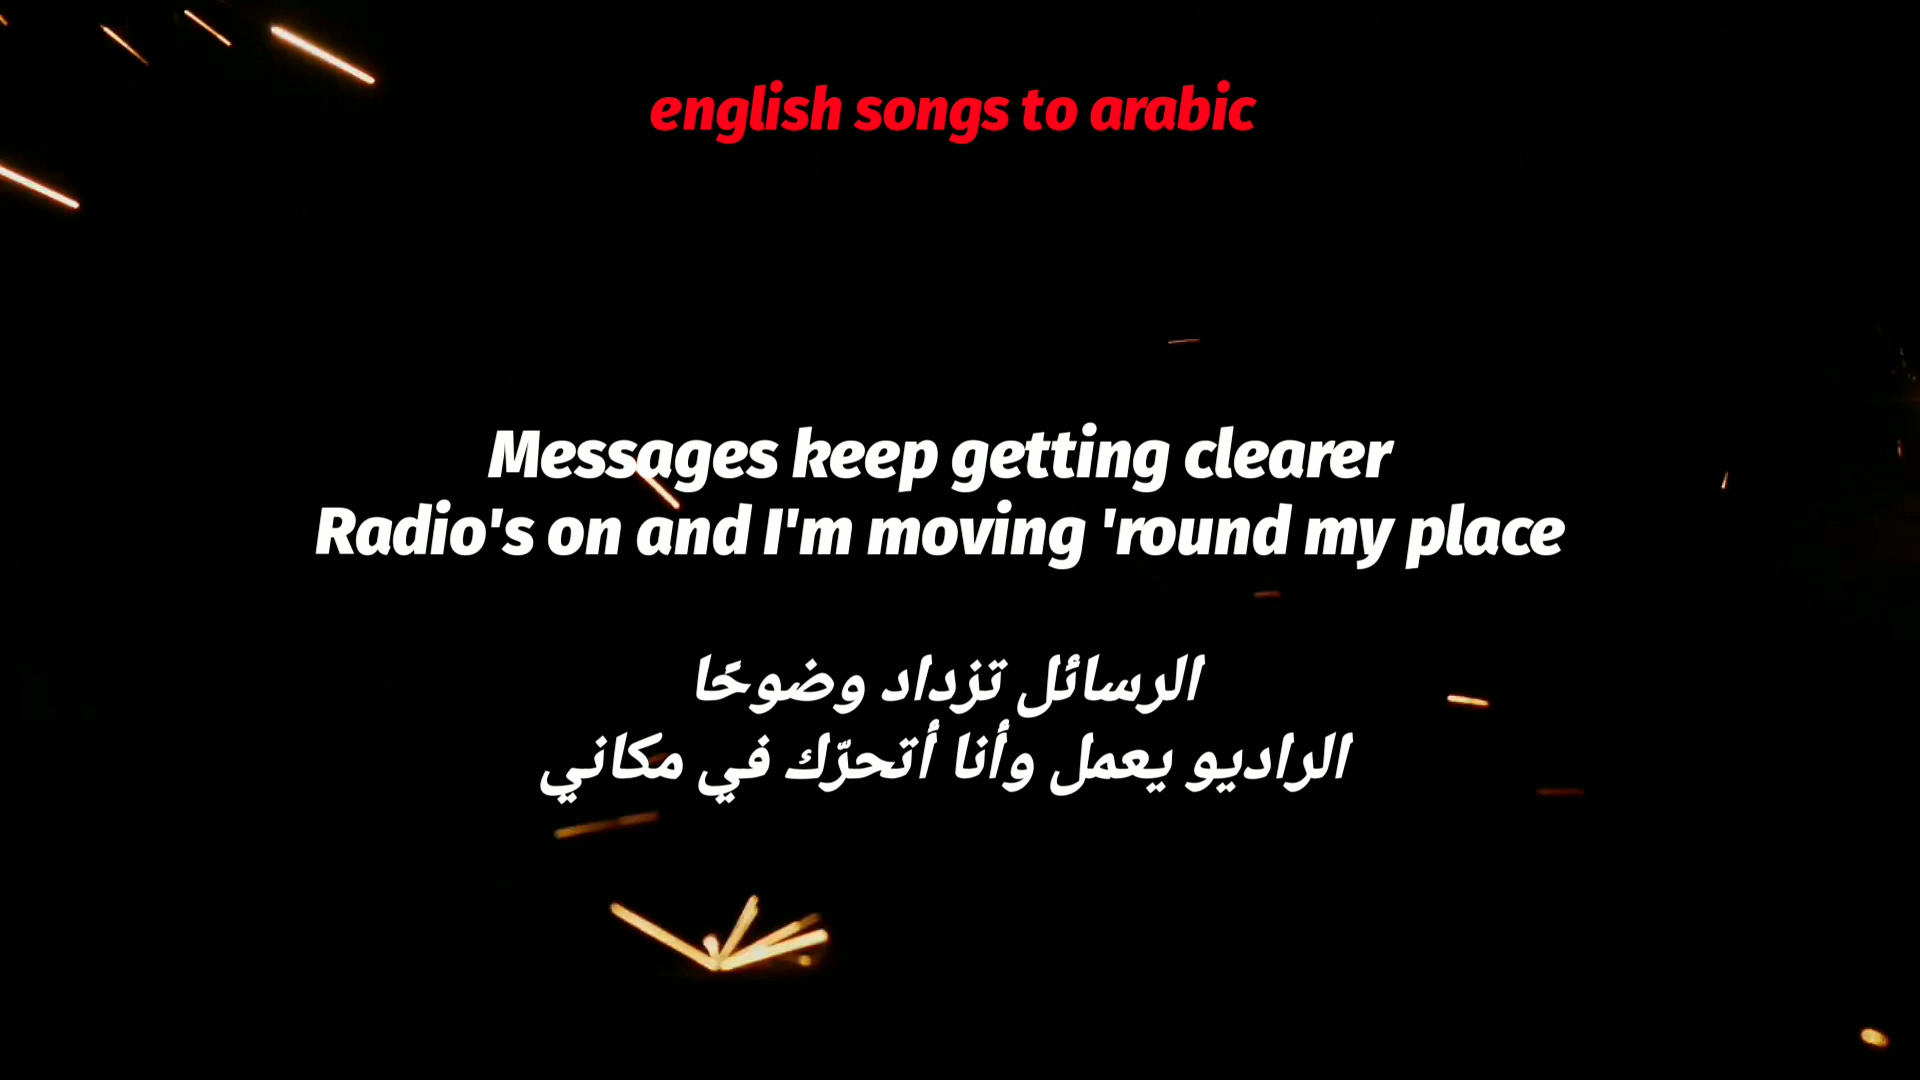 english songs to arabic
Messages keep getting clearer
Radio's on and I'm moving 'round my place
الرسائل تزداد وضوحًا
الراديو يعمل وأنا أتحرّك في مكاني